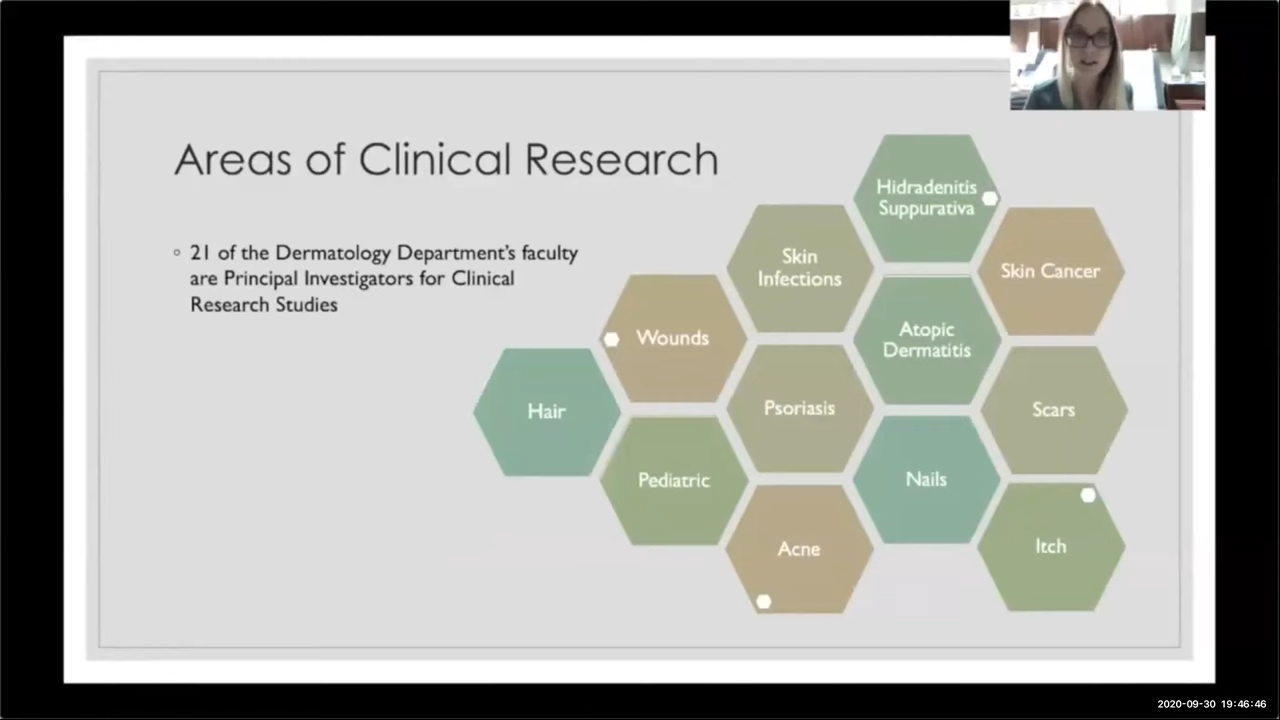 Areas of Clinical Research
◦ 21 of the Dermatology Department's faculty
are Principal Investigators for Clinical
Research Studies
Hidradenitis
Suppurativa
Skin
Infections
Skin Cancer
Wounds
Atopic
Dermatitis
Hair
Psoriasis
Scars
Pediatric
Nails
Acne
Itch
2020-09-30 19:46:46